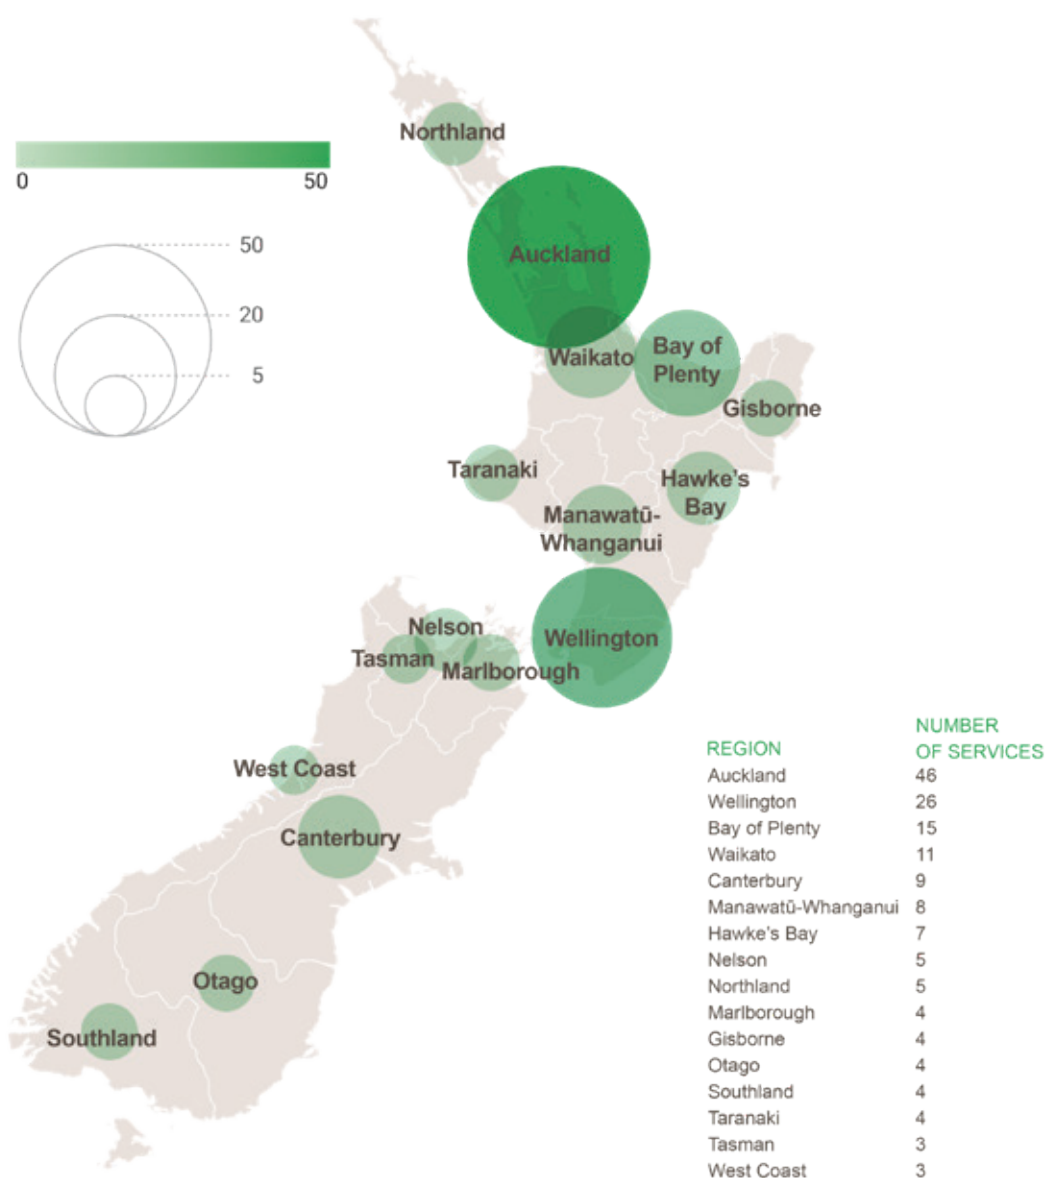 Northland
0 50
Auckland
50
20
5
Waikato
Bay of
Plenty
Gisborne
Taranaki
Hawke's
Bay
Manawatū-
Whanganui
Nelson
Wellington
Tasman
Marlborough
West Coast
Canberbury
Otago
Southland
REGION NUMBER
OF SERVICES
Auckland 46
Wellington 26
Bay of Plenty 15
Waikato 11
Canterbury 9
Manawatū-Whanganui 8
Hawke's Bay 7
Nelson 5
Northland 5
Marlborough 4
Gisborne 4
Otago 4
Southland 4
Taranaki 4
Tasman 3
West Coast 3